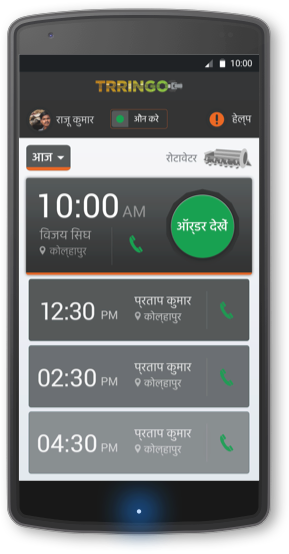 10:00
TRRINGO
राजू कुमार
औन करे
! हेल्प
आज
रोटावेटर
10:00 AM
विजय सिंघ
कोल्हापुर
ऑर्डर देखें
12:30 PM
प्रताप कुमार
कोल्हापुर
02:30 PM
प्रताप कुमार
कोल्हापुर
04:30 PM
प्रताप कुमार
कोल्हापुर